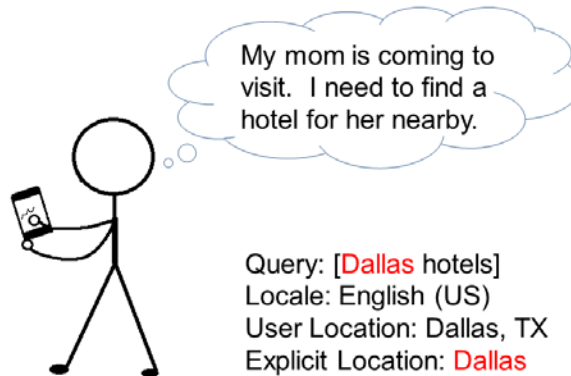 My mom is coming to
visit.  I need to find a
hotel for her nearby.
Query: [Dallas hotels]
Locale: English (US)
User Location: Dallas, TX
Explicit Location: Dallas